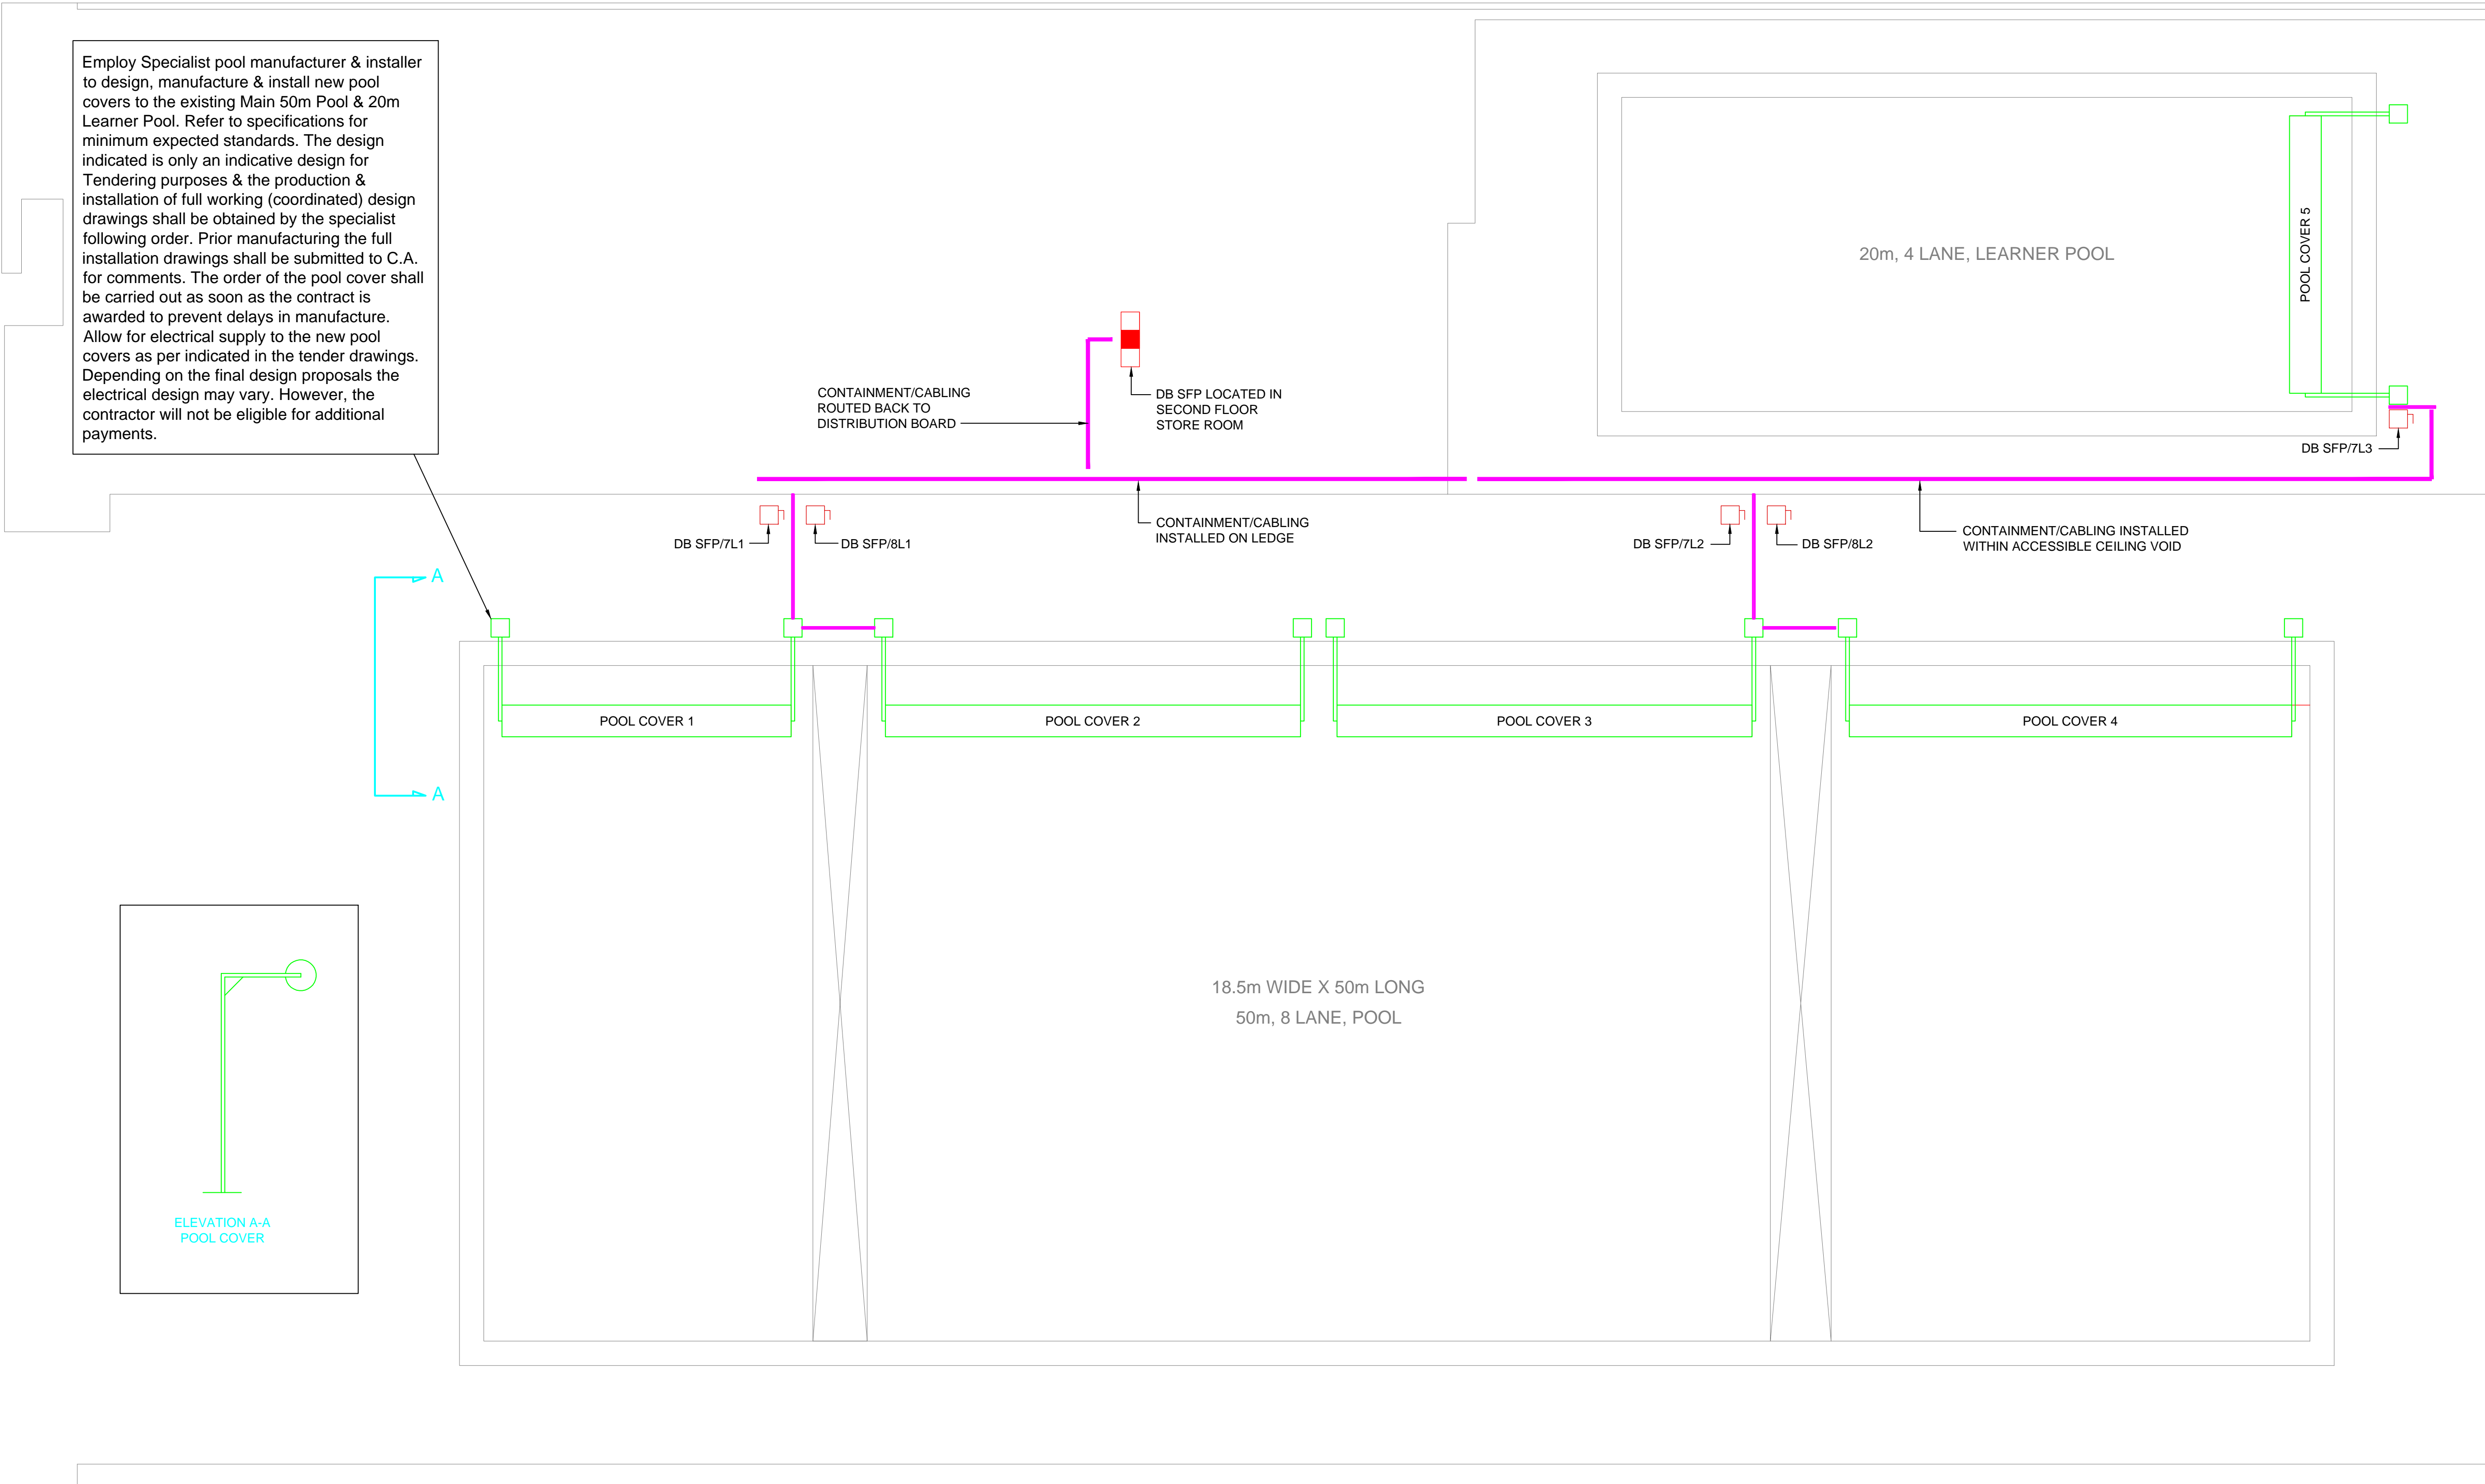 Employ Specialist pool manufacturer & installer
to design, manufacture & install new pool
covers to the existing Main 50m Pool & 20m
Learner Pool. Refer to specifications for
minimum expected standards. The design
indicated is only an indicative design for
Tendering purposes & the production &
installation of full working (coordinated) design
drawings shall be obtained by the specialist
following order. Prior manufacturing the full
installation drawings shall be submitted to C.A.
for comments. The order of the pool cover shall
be carried out as soon as the contract is
awarded to prevent delays in manufacture.
Allow for electrical supply to the new pool
covers as per indicated in the tender drawings.
Depending on the final design proposals the
electrical design may vary. However, the
contractor will not be eligible for additional
payments.
20m, 4 LANE, LEARNER POOL
POOL COVER 5
CONTAINMENT/CABLING
ROUTED BACK TO
DISTRIBUTION BOARD
DB SFP LOCATED IN
SECOND FLOOR
STORE ROOM
DB SFP/7L3
CONTAINMENT/CABLING
INSTALLED ON LEDGE
CONTAINMENT/CABLING INSTALLED
WITHIN ACCESSIBLE CEILING VOID
DB SFP/7L1
DB SFP/8L1
DB SFP/7L2
DB SFP/8L2
A
A
POOL COVER 1
POOL COVER 2
POOL COVER 3
POOL COVER 4
18.5m WIDE X 50m LONG
50m, 8 LANE, POOL
ELEVATION A-A
POOL COVER